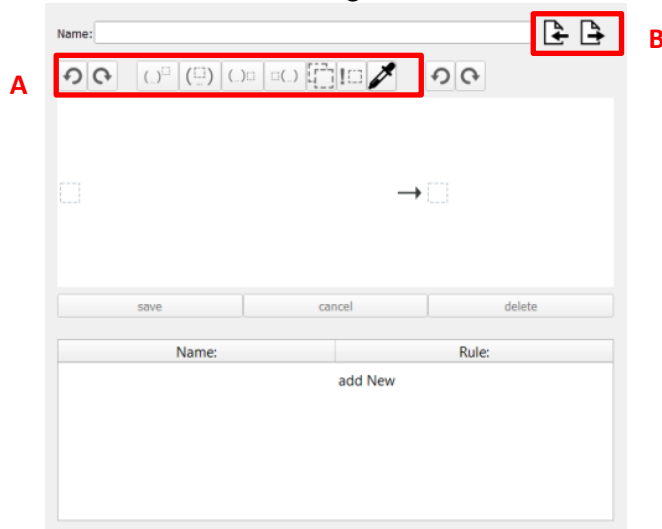 Name:
B
A
(..) (..) (..) (..) !
save cancel delete
Name: Rule:
add New